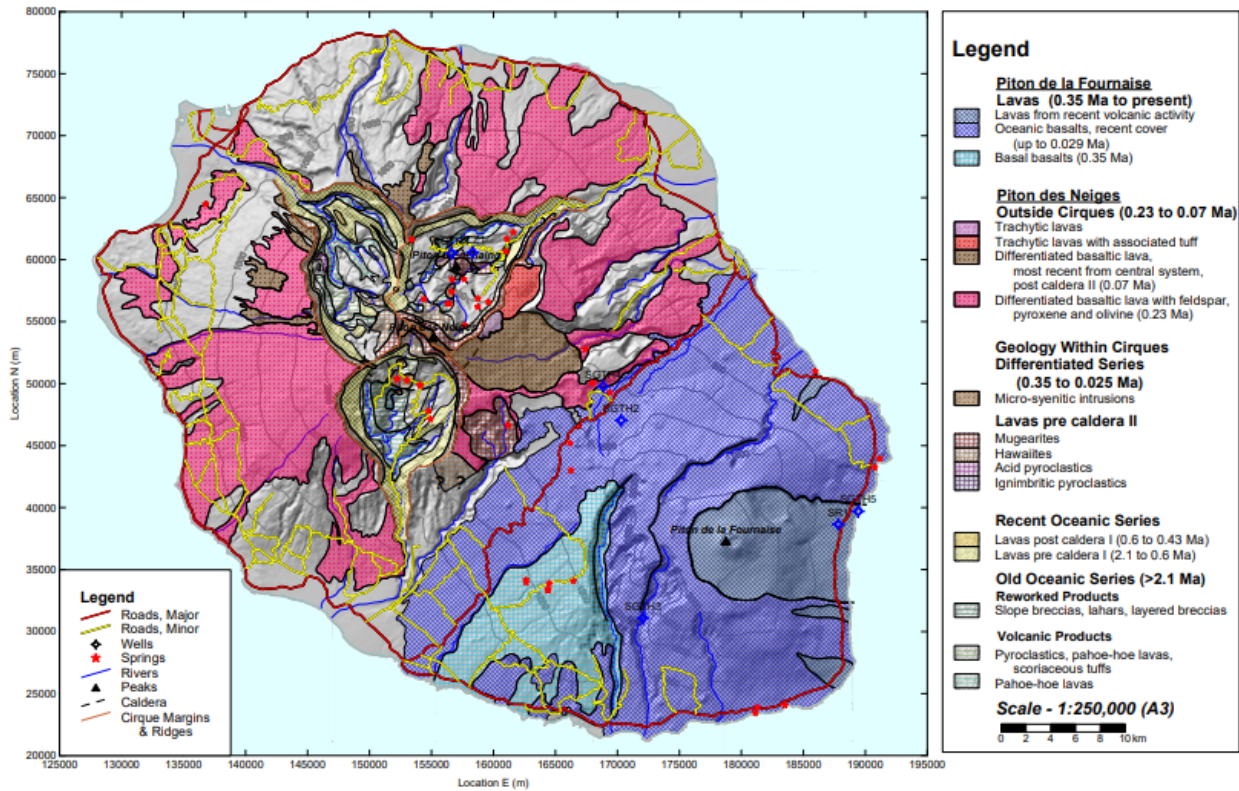 80000
75000
70000
65000
60000
55000
50000
45000
40000
35000
30000
25000
20000
Location N (m)
125000 130000 135000 140000 145000 150000 155000 160000 165000 170000 175000 180000 185000 190000 195000
Location E (m)
SGTH2
SGTH5
SR1
Piton de la Fournaise
SGTH3
Legend
Roads, Major
Roads, Minor
Wells
Springs
Rivers
Peaks
Caldera
Cirque Margins
& Ridges
Legend
Piton de la Fournaise
Lavas (0.35 Ma to present)
Lavas from recent volcanic activity
Oceanic basalts, recent cover
(up to 0.029 Ma)
Basal basalts (0.35 Ma)
Piton des Neiges
Outside Cirques (0.23 to 0.07 Ma)
Trachytic lavas
Trachytic lavas with associated tuff
Differentiated basaltic lava,
most recent from central system,
post caldera II (0.07 Ma)
Differentiated basaltic lava with feldspar,
pyroxene and olivine (0.23 Ma)
Geology Within Cirques
Differentiated Series
(0.35 to 0.025 Ma)
Micro-syenitic intrusions
Lavas pre caldera II
Mugearites
Hawaiites
Acid pyroclastics
Ignimbritic pyroclastics
Recent Oceanic Series
Lavas post caldera I (0.6 to 0.43 Ma)
Lavas pre caldera I (2.1 to 0.6 Ma)
Old Oceanic Series (>2.1 Ma)
Reworked Products
Slope breccias, lahars, layered breccias
Volcanic Products
Pyroclastics, pahoe-hoe lavas,
scoriaceous tuffs
Pahoe-hoe lavas
Scale - 1:250,000 (A3)
0 2 4 6 8 10 km